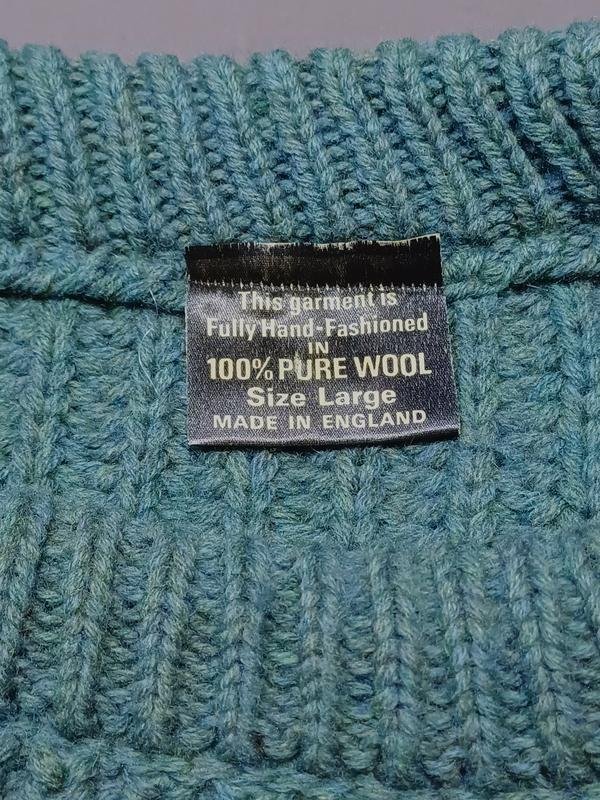 This garment is
Fully Hand-Fashioned
IN
100% PURE WOOL
Size Large
MADE IN ENGLAND